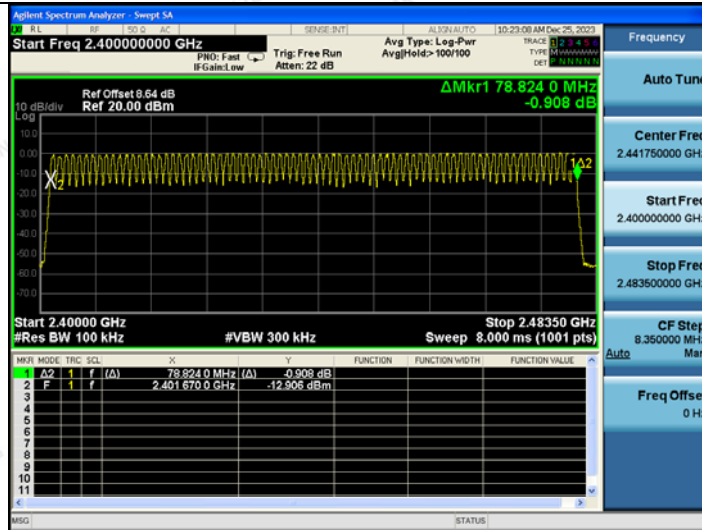 Agilent Spectrum Analyzer - Swept SA
RL RF 50 Ω AC SENSE:INT ALIGN AUTO 10:23:08 AM Dec 25, 2023
Start Freq 2.400000000 GHz
PNO: Fast
IFGain:Low
Trig: Free Run
Atten: 22 dB
Avg Type: Log-Pwr
Avg|Hold:> 100/100
TRACE 1 2 3 4 5 6
TYPE
DET P N N N N N
Ref Offset 8.64 dB
Ref 20.00 dBm
10 dB/div
Log
ΔMkr1 78.824 0 MHz
-0.908 dB
10.0
0.00
-10.0
-20.0
-30.0
-40.0
-50.0
-60.0
-70.0
2
1Δ2
Start 2.40000 GHz Stop 2.48350 GHz
#Res BW 100 kHz #VBW 300 kHz Sweep 8.000 ms (1001 pts)
MKR MODE TRC SCL X Y FUNCTION FUNCTION WIDTH FUNCTION VALUE
1 Δ2 1 f (Δ) 78.824 0 MHz (Δ) -0.908 dB
2 F 1 f 2.401 670 0 GHz -12.906 dBm
3
4
5
6
7
8
9
10
11
MSG STATUS
Frequency
Auto Tune
Center Freq
2.441750000 GHz
Start Freq
2.400000000 GHz
Stop Freq
2.483500000 GHz
CF Step
8.350000 MHz
Auto Man
Freq Offset
0 Hz